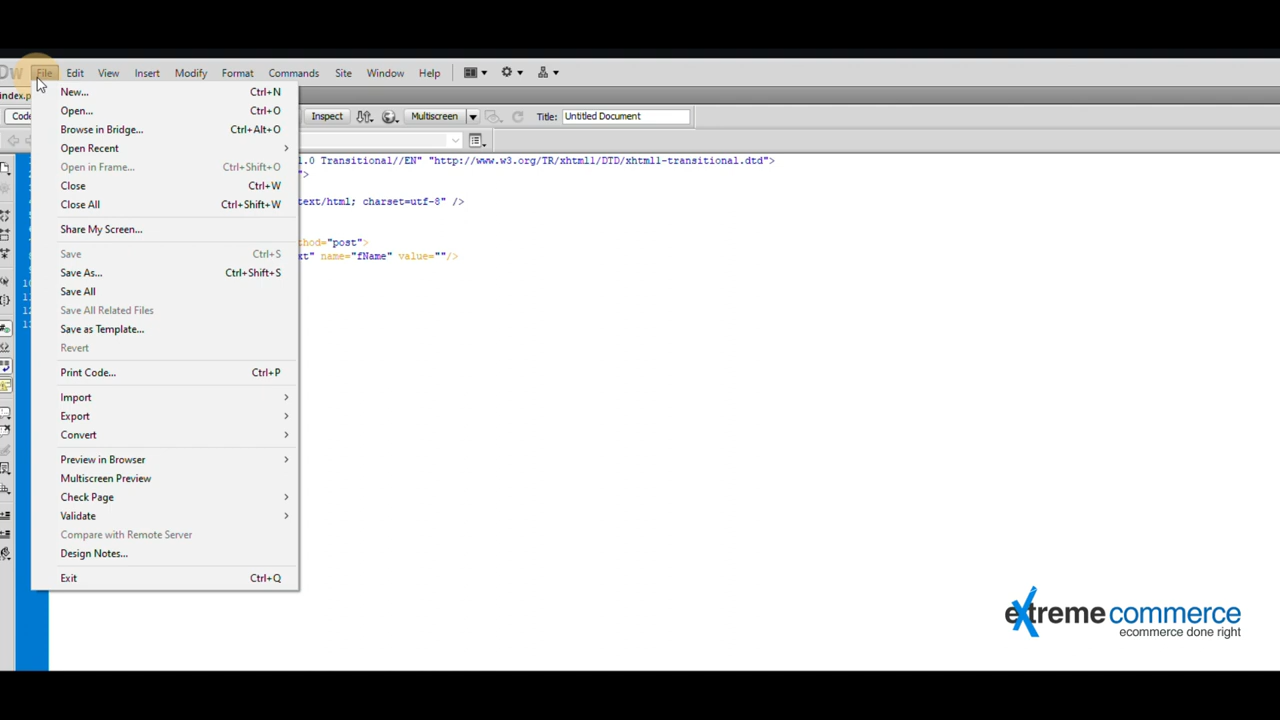 Dw File Edit View Insert Modify Format Commands Site Window Help
index.p
Code Inspect Multiscreen Title: Untitled Document
New... Ctrl+N
Open... Ctrl+O
Browse in Bridge... Ctrl+Alt+O
Open Recent
Open in Frame... Ctrl+Shift+O
Close Ctrl+W
Close All Ctrl+Shift+W
Share My Screen...
Save Ctrl+S
Save As... Ctrl+Shift+S
Save All
Save All Related Files
Save as Template...
Revert
Print Code... Ctrl+P
Import
Export
Convert
Preview in Browser
Multiscreen Preview
Check Page
Validate
Compare with Remote Server
Design Notes...
Exit Ctrl+Q
1.0 Transitional//EN" "http://www.w3.org/TR/xhtml1/DTD/xhtml1-transitional.dtd">
">
text/html; charset=utf-8" />
thod="post">
xt" name="fName" value=""/>
extreme commerce
ecommerce done right